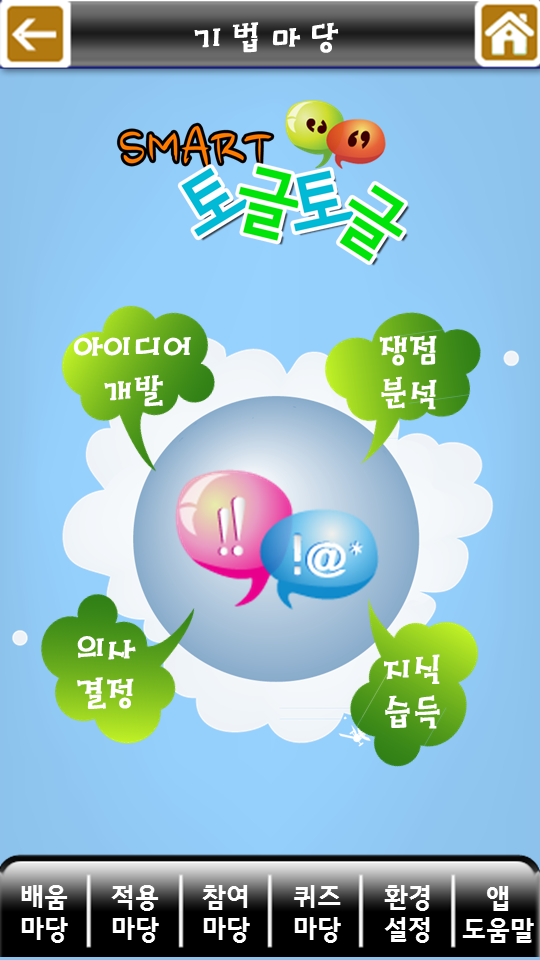 기법마당
SMART
토글토글
아이디어
개발
쟁점
분석
!!
!@*
의사
결정
지식
습득
배움
마당
적용
마당
참여
마당
퀴즈
마당
환경
설정
앱
도움말